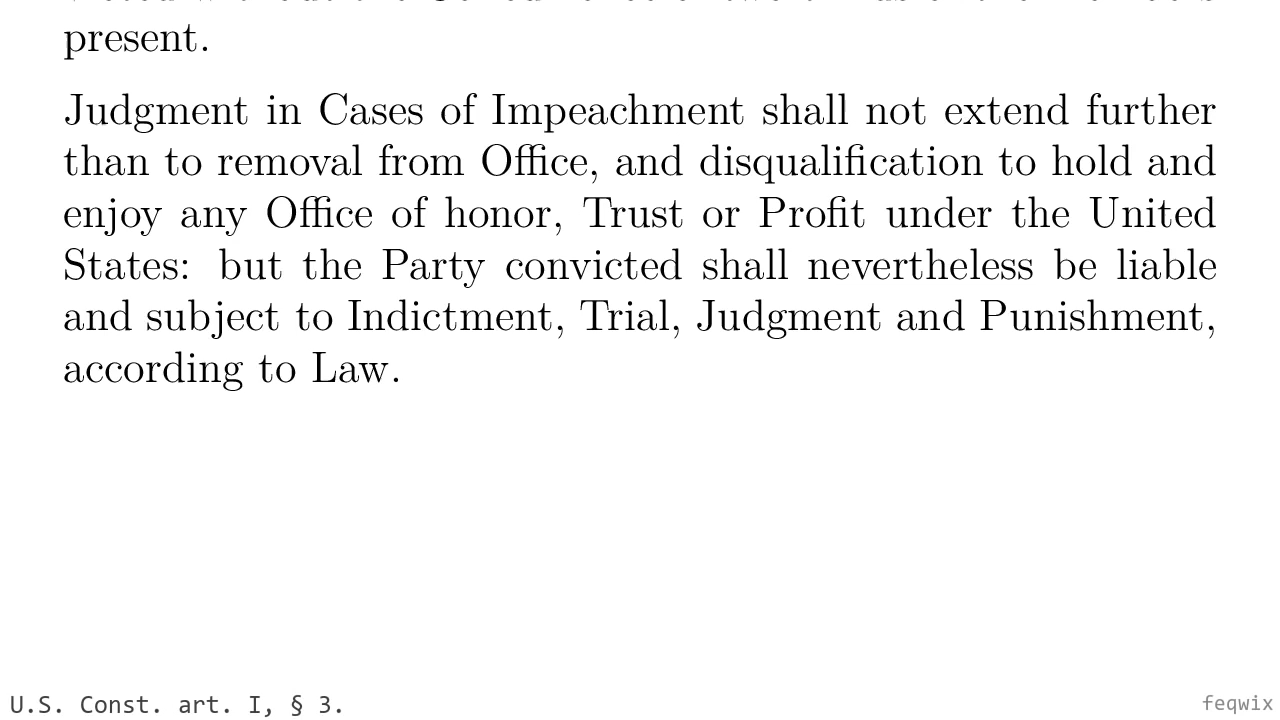 present.
Judgment in Cases of Impeachment shall not extend further
than to removal from Office, and disqualification to hold and
enjoy any Office of honor, Trust or Profit under the United
States: but the Party convicted shall nevertheless be liable
and subject to Indictment, Trial, Judgment and Punishment,
according to Law.
U.S. Const. art. I, § 3.
feqwix